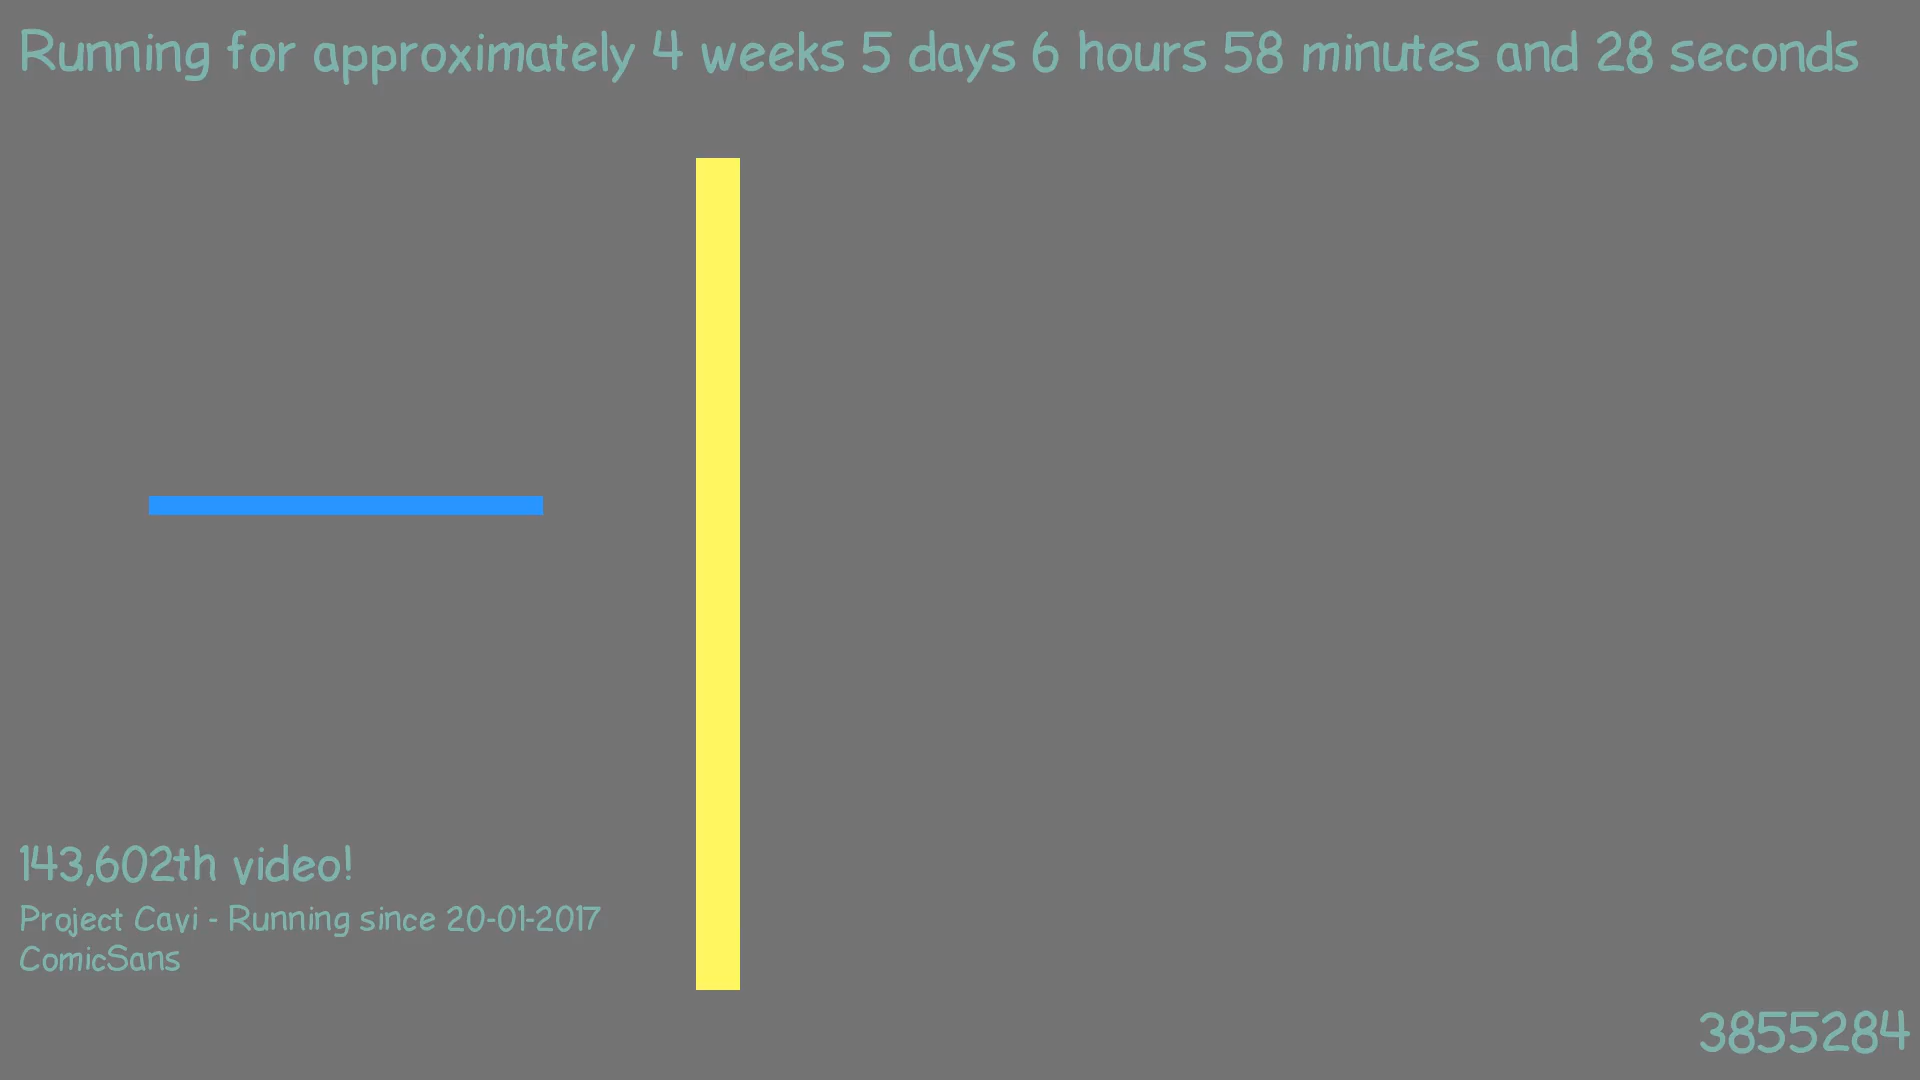 Running for approximately 4 weeks 5 days 6 hours 58 minutes and 28 seconds
143,602th video!
Project Cavi - Running since 20-01-2017
ComicSans
3855284